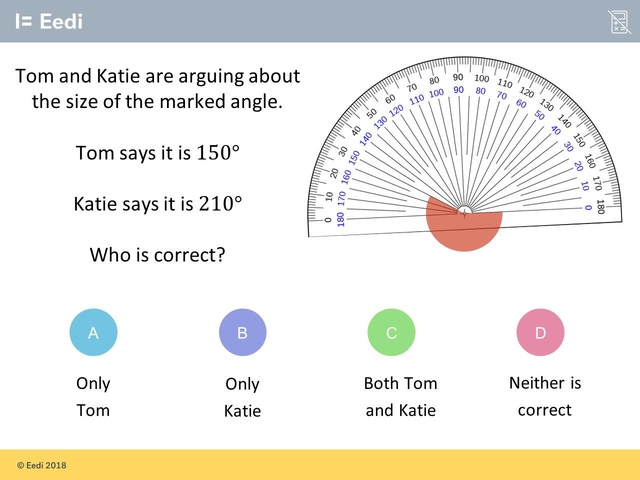 Eedi
Tom and Katie are arguing about
the size of the marked angle.
Tom says it is 150°
Katie says it is 210°
Who is correct?
0 10 20 30 40 50 60 70 80 90 100 110 120 130 140 150 160 170 180
180 170 160 150 140 130 120 110 100 90 80 70 60 50 40 30 20 10 0
A
Only
Tom
B
Only
Katie
C
Both Tom
and Katie
D
Neither is
correct
© Eedi 2018